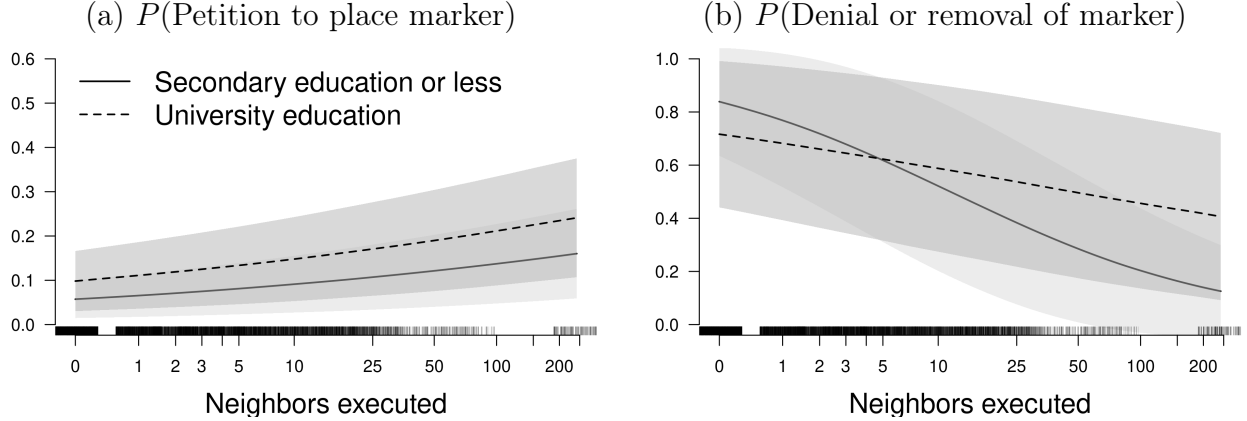 (a) P(Petition to place marker)
0.6
0.5
0.4
0.3
0.2
0.1
0.0
Secondary education or less
University education
0 1 2 3 5 10 25 50 100 200
Neighbors executed
(b) P(Denial or removal of marker)
1.0
0.8
0.6
0.4
0.2
0.0
0 1 2 3 5 10 25 50 100 200
Neighbors executed